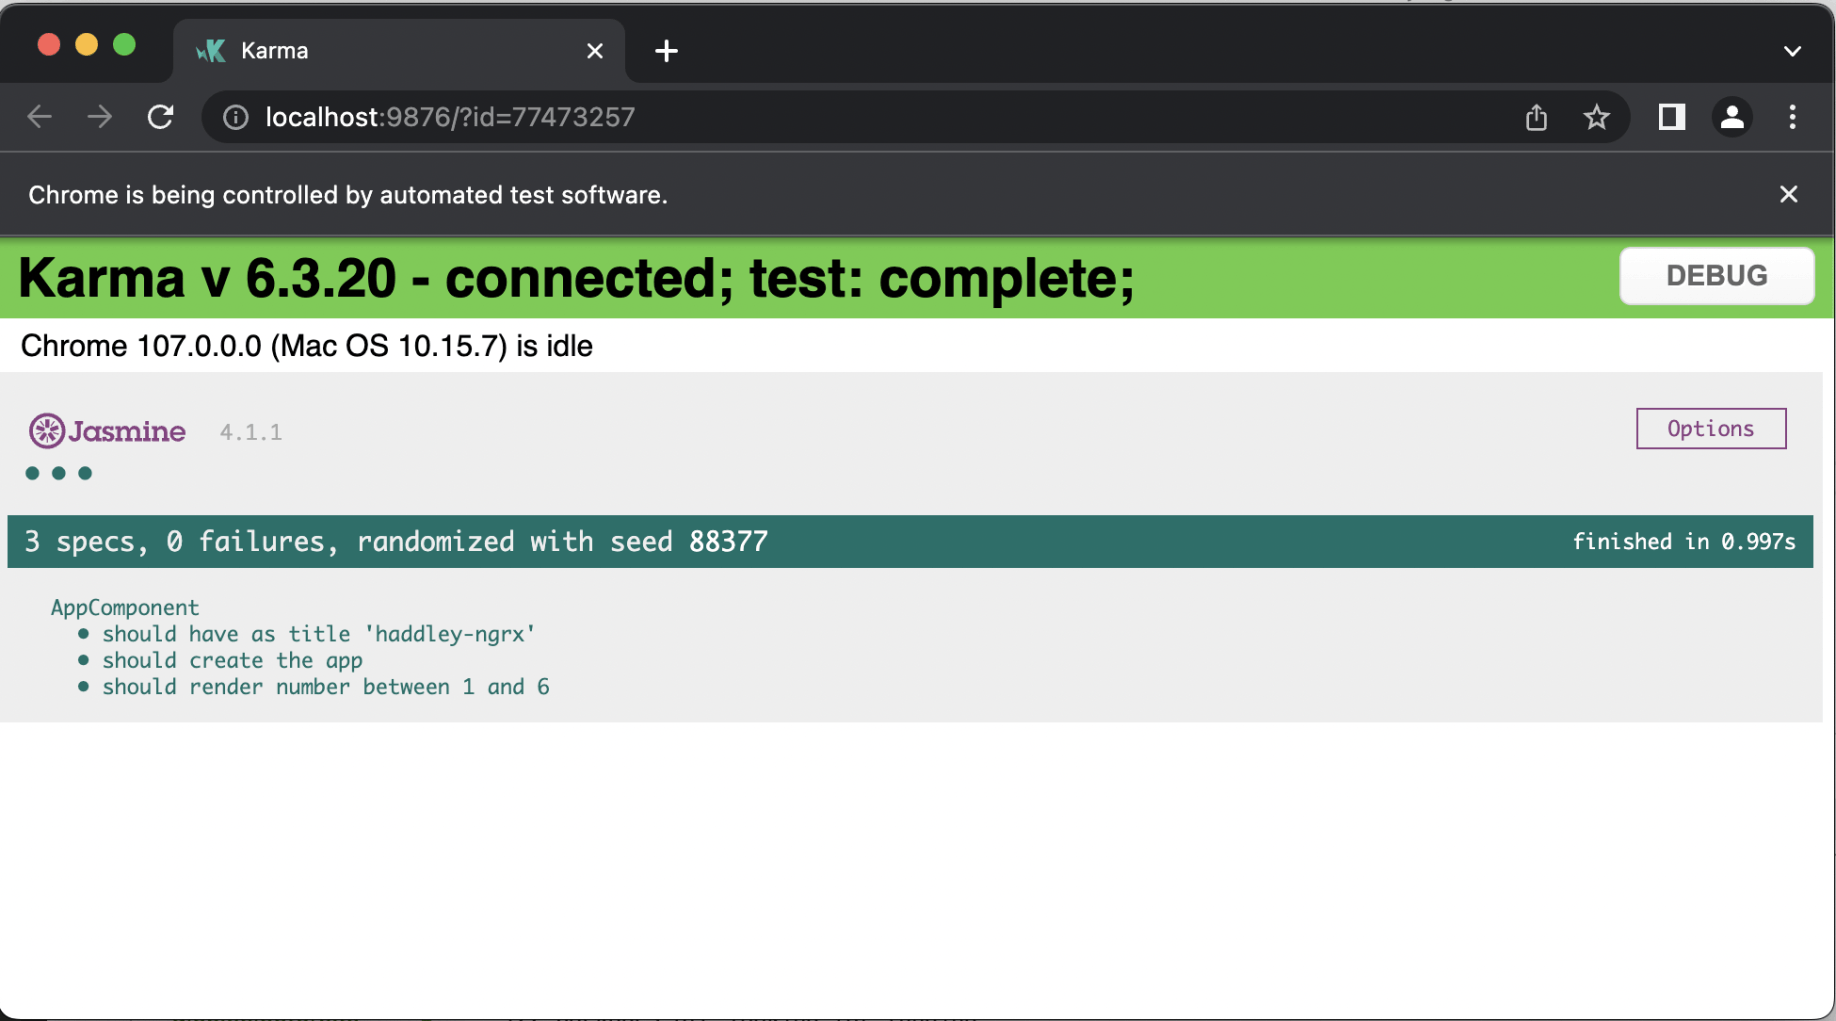 Karma
localhost:9876/?id=77473257
Chrome is being controlled by automated test software.
Karma v 6.3.20 - connected; test: complete;
DEBUG
Chrome 107.0.0.0 (Mac OS 10.15.7) is idle
Jasmine 4.1.1
Options
3 specs, 0 failures, randomized with seed 88377
finished in 0.997s
AppComponent
• should have as title 'haddley-ngrx'
• should create the app
• should render number between 1 and 6